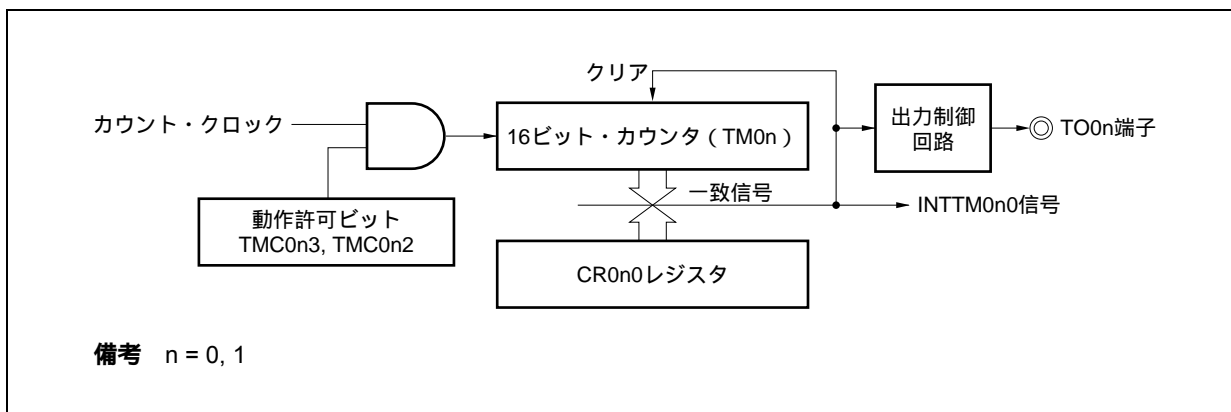 クリア
カウント・クロック
16ビット・カウンタ(TM0n)
出力制御
回路
TO0n端子
一致信号
INTTM0n0信号
動作許可ビット
TMC0n3, TMC0n2
CR0n0レジスタ
備考 n = 0, 1